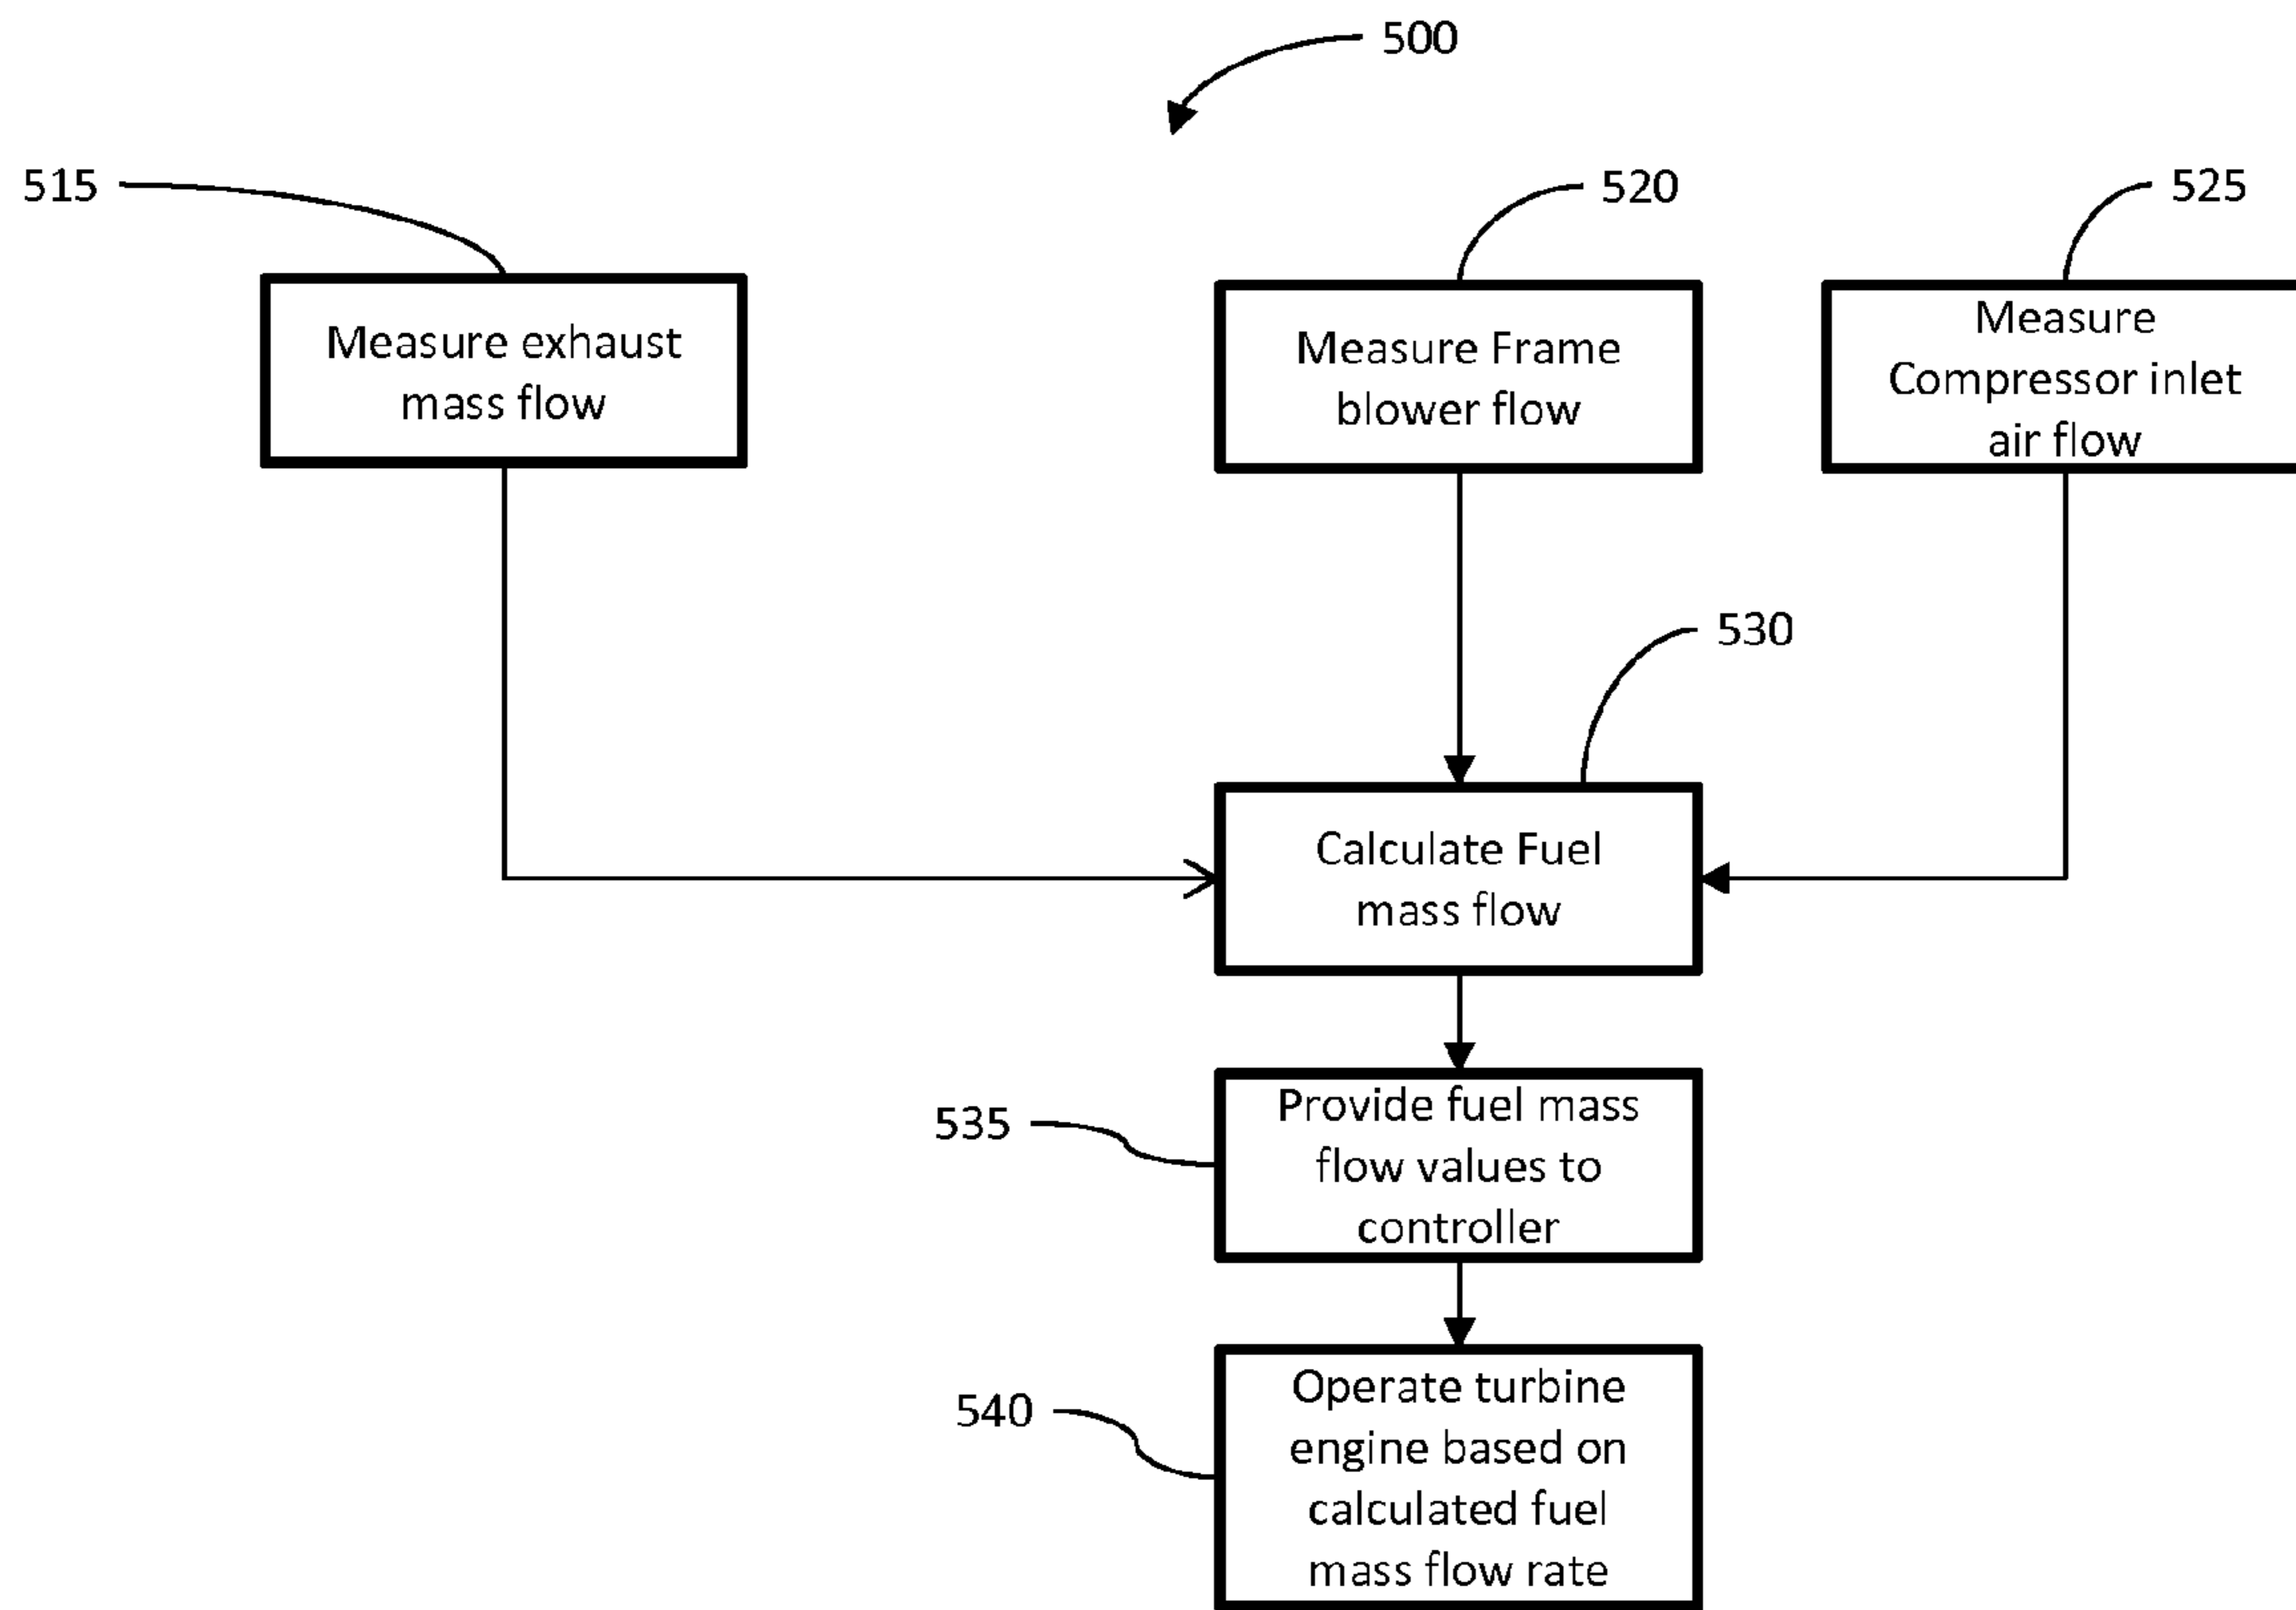 500
515
520
525
Measure exhaust
mass flow
Measure Frame
blower flow
Measure
Compressor inlet
air flow
530
Calculate Fuel
mass flow
535
Provide fuel mass
flow values to
controller
540
Operate turbine
engine based on
calculated fuel
mass flow rate